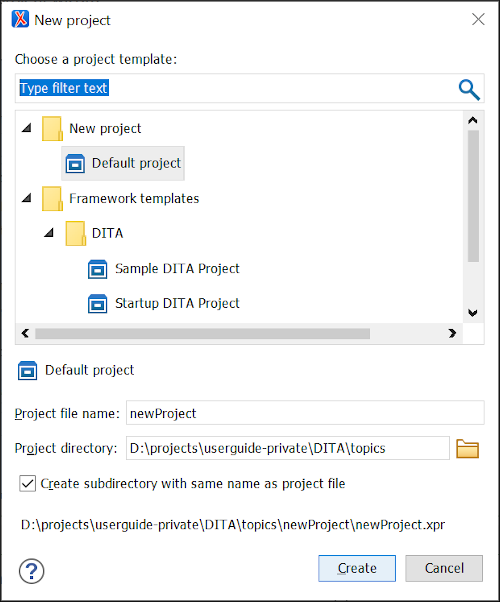 New project
Choose a project template:
Type filter text
New project
Default project
Framework templates
DITA
Sample DITA Project
Startup DITA Project
Default project
Project file name: newProject
Project directory: D:\projects\userguide-private\DITA\topics
Create subdirectory with same name as project file
D:\projects\userguide-private\DITA\topics\newProject\newProject.xpr
? Create Cancel